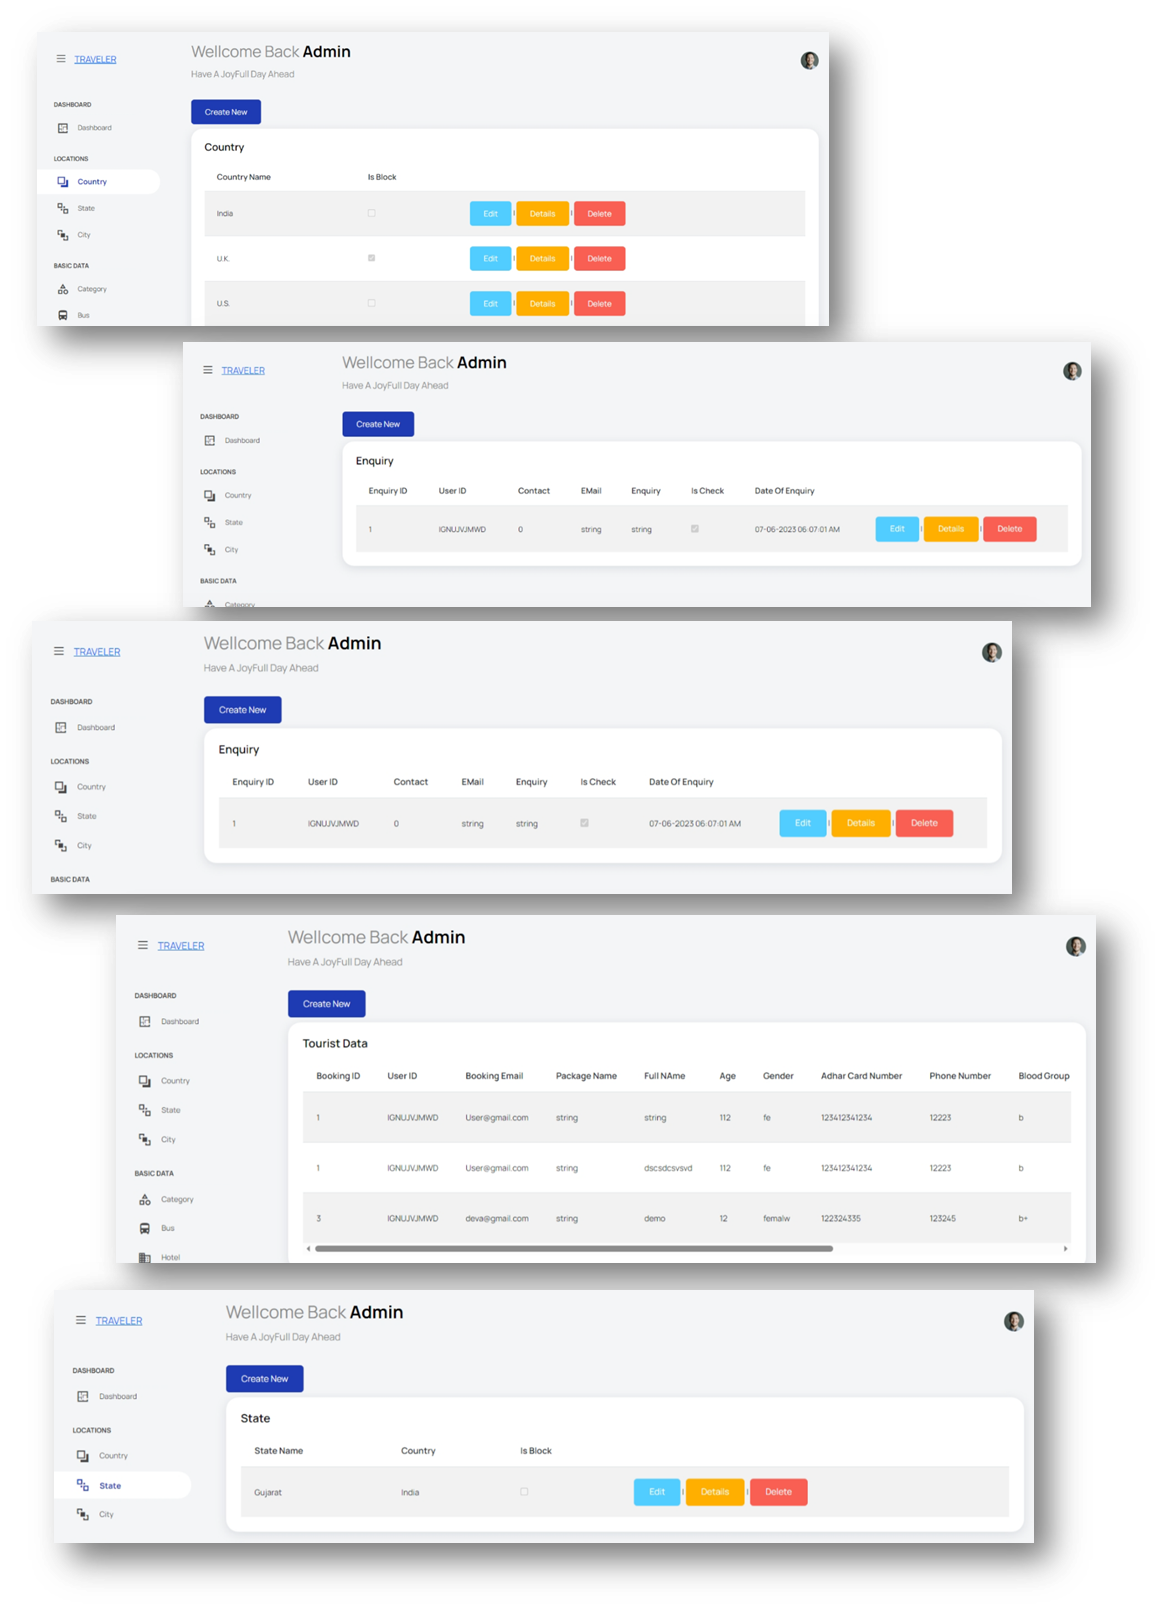 TRAVELER
Wellcome Back Admin
Have A JoyFull Day Ahead
DASHBOARD
Dashboard
LOCATIONS
Country
State
City
BASIC DATA
Category
Bus
Create New
Country
Country Name Is Block
India Edit | Details | Delete
U.K. Edit | Details | Delete
U.S. Edit | Details | Delete
TRAVELER
Wellcome Back Admin
Have A JoyFull Day Ahead
DASHBOARD
Dashboard
LOCATIONS
Country
State
City
BASIC DATA
Category
Create New
Enquiry
Enquiry ID User ID Contact EMail Enquiry Is Check Date Of Enquiry
1 IGNUJVJMWD 0 string string 07-06-2023 06:07:01 AM Edit | Details | Delete
TRAVELER
Wellcome Back Admin
Have A JoyFull Day Ahead
DASHBOARD
Dashboard
LOCATIONS
Country
State
City
BASIC DATA
Create New
Enquiry
Enquiry ID User ID Contact EMail Enquiry Is Check Date Of Enquiry
1 IGNUJVJMWD 0 string string 07-06-2023 06:07:01 AM Edit | Details | Delete
TRAVELER
Wellcome Back Admin
Have A JoyFull Day Ahead
DASHBOARD
Dashboard
LOCATIONS
Country
State
City
BASIC DATA
Category
Bus
Hotel
Create New
Tourist Data
Booking ID User ID Booking Email Package Name Full NAme Age Gender Adhar Card Number Phone Number Blood Group
1 IGNUJVJMWD User@gmail.com string string 112 fe 123412341234 12223 b
1 IGNUJVJMWD User@gmail.com string dscsdcsvsvd 112 fe 123412341234 12223 b
3 IGNUJVJMWD deva@gmail.com string demo 12 femalw 122324335 123245 b+
TRAVELER
Wellcome Back Admin
Have A JoyFull Day Ahead
DASHBOARD
Dashboard
LOCATIONS
Country
State
City
Create New
State
State Name Country Is Block
Gujarat India Edit | Details | Delete